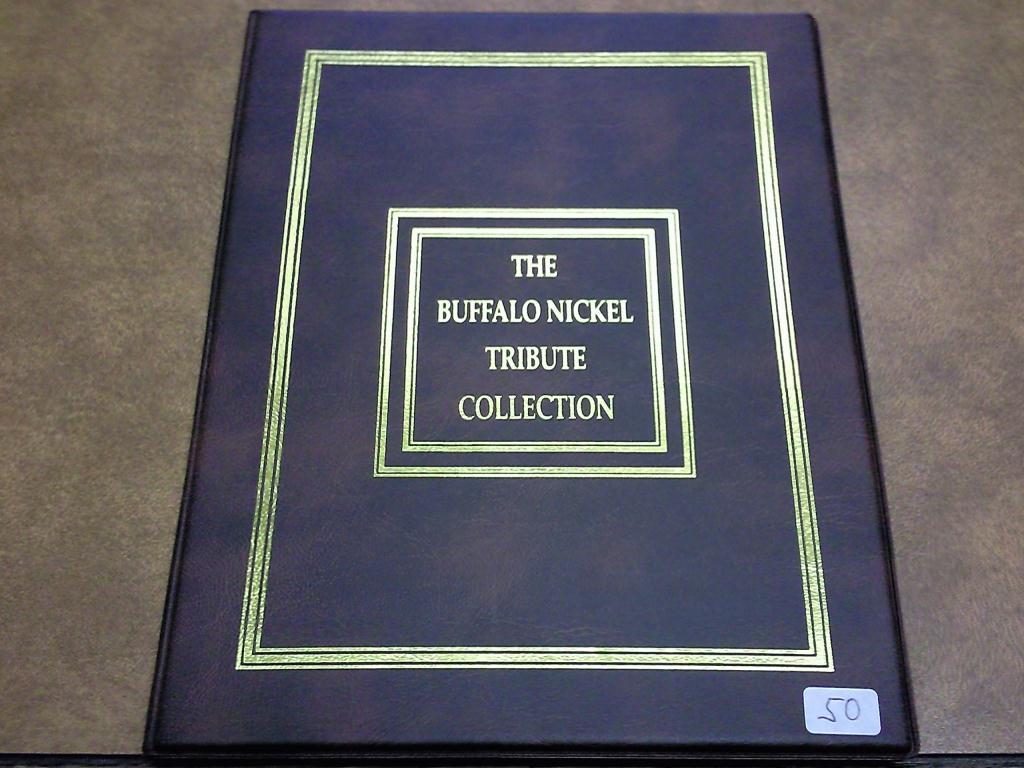 THE
BUFFALO NICKEL
TRIBUTE
COLLECTION
50